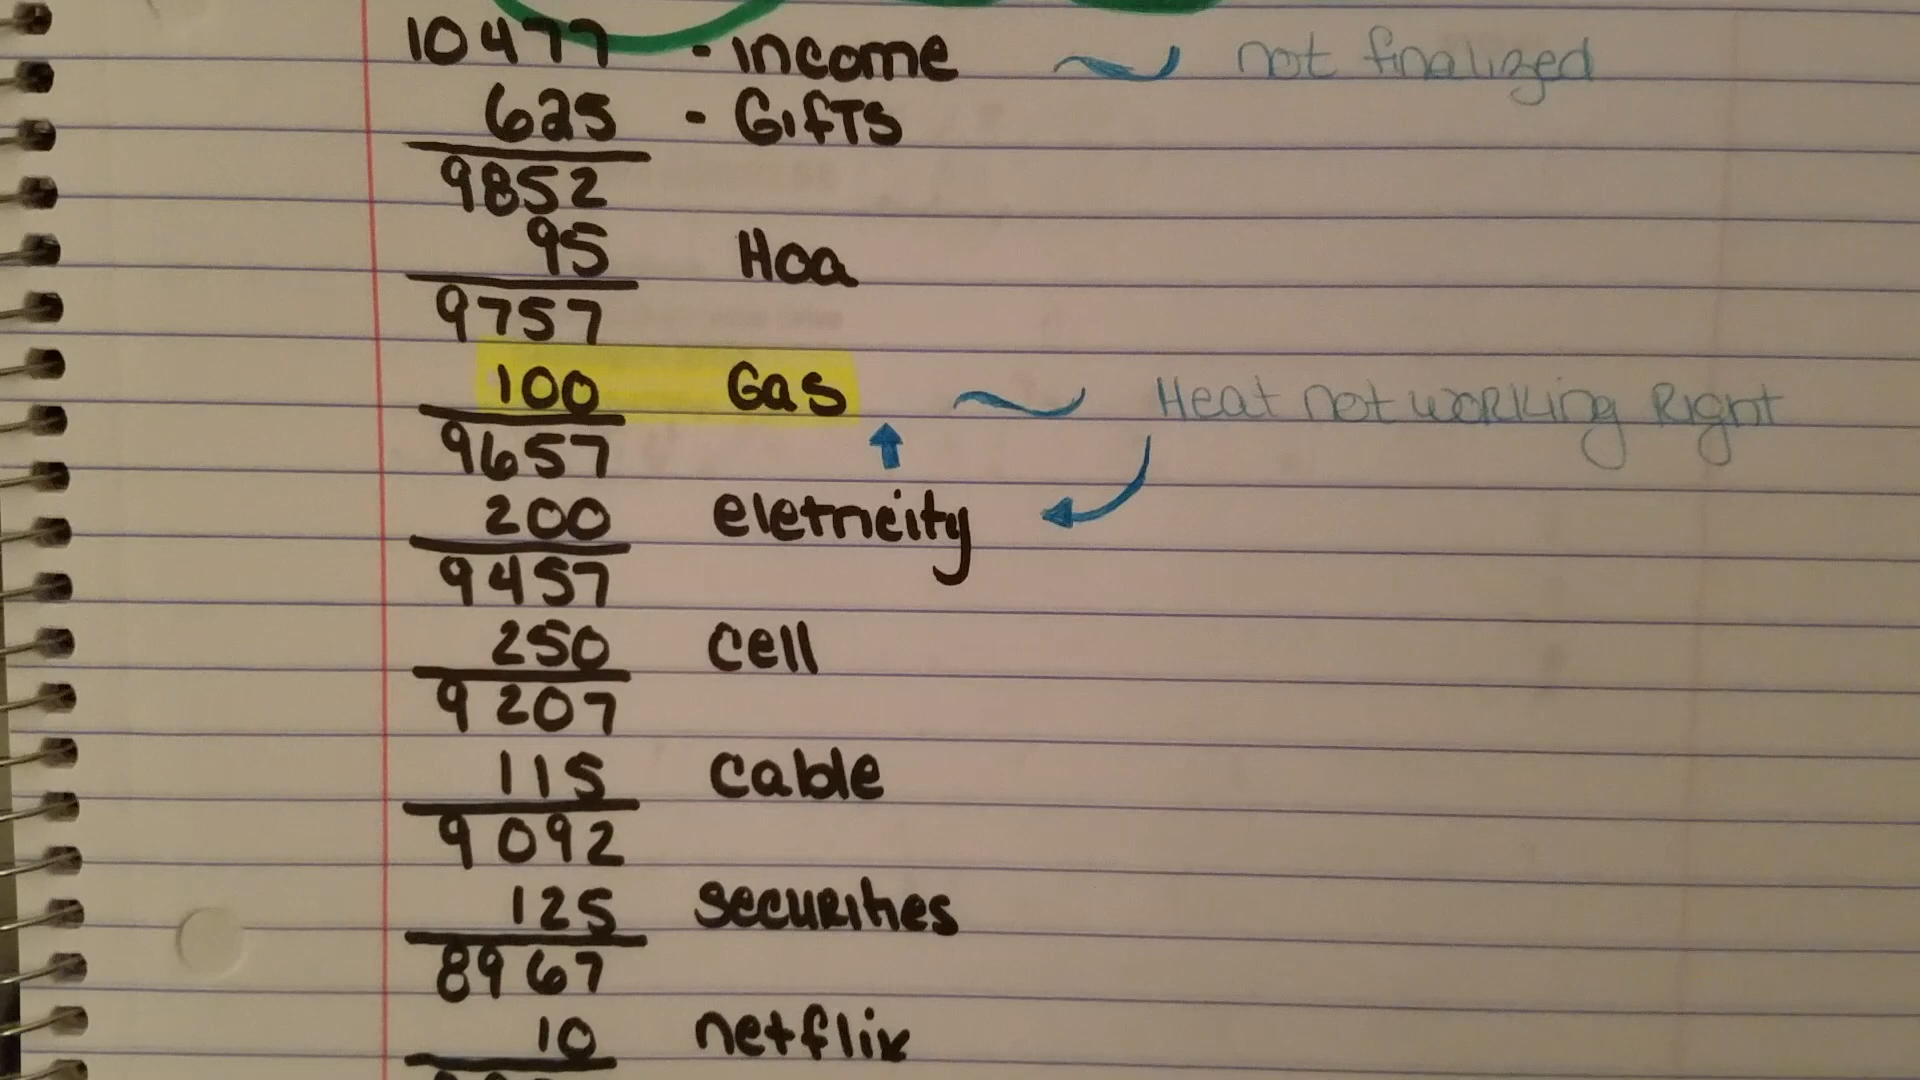 10477 - income ~ not finalized
625 - Gifts
9852
95 Hoa
9757
100 Gas ~ Heat not working Right
9657
200 eletricity
9457
250 cell
9207
115 cable
9092
125 securities
8967
10 netflix